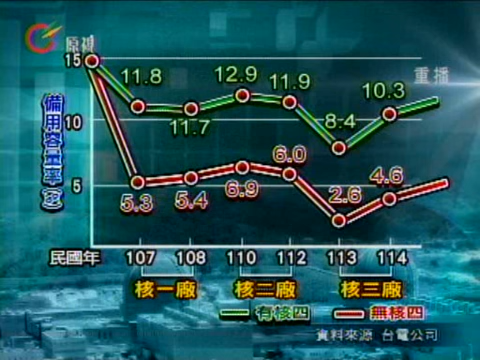 原視
重播
15
10
5
備用容量率(%)
11.8
11.7
12.9
11.9
8.4
10.3
5.3
5.4
6.9
6.0
2.6
4.6
民國年 107 108 110 112 113 114
核一廠 核二廠 核三廠
有核四 無核四
資料來源 台電公司